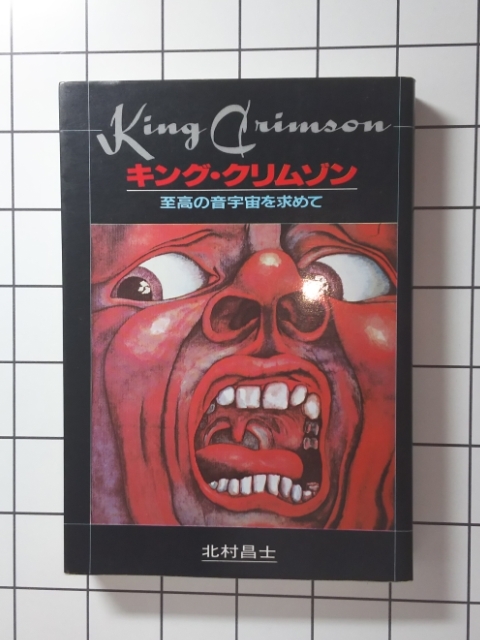 King Crimson
キング・クリムゾン
至高の音宇宙を求めて
北村昌士